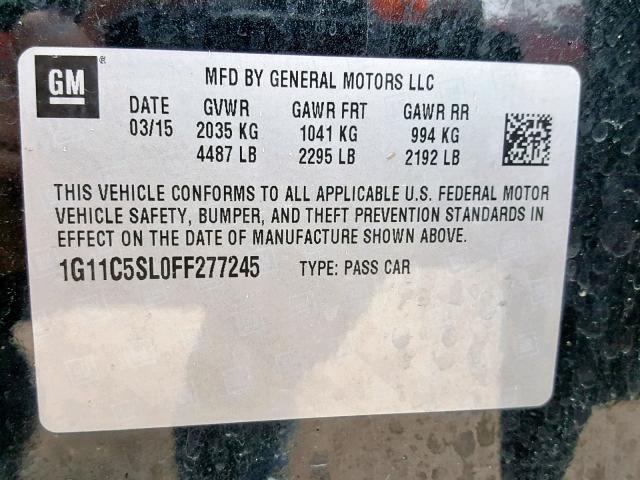 GM ®
MFD BY GENERAL MOTORS LLC
DATE GVWR GAWR FRT GAWR RR
03/15 2035 KG 1041 KG 994 KG
4487 LB 2295 LB 2192 LB
THIS VEHICLE CONFORMS TO ALL APPLICABLE U.S. FEDERAL MOTOR
VEHICLE SAFETY, BUMPER, AND THEFT PREVENTION STANDARDS IN
EFFECT ON THE DATE OF MANUFACTURE SHOWN ABOVE.
1G11C5SL0FF277245 TYPE: PASS CAR